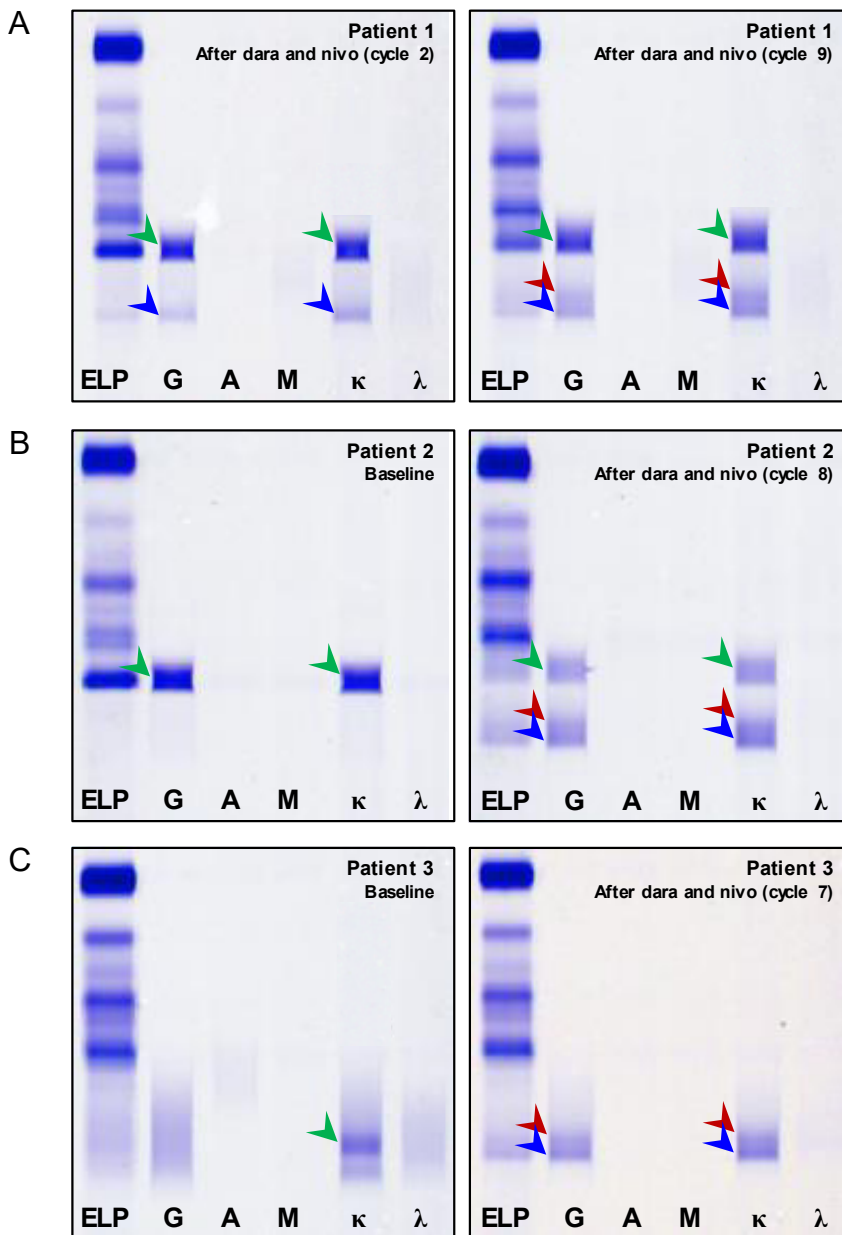 A
Patient 1
After dara and nivo (cycle 2)
ELP G A M κ λ
Patient 1
After dara and nivo (cycle 9)
ELP G A M κ λ
B
Patient 2
Baseline
ELP G A M κ λ
Patient 2
After dara and nivo (cycle 8)
ELP G A M κ λ
C
Patient 3
Baseline
ELP G A M κ λ
Patient 3
After dara and nivo (cycle 7)
ELP G A M κ λ